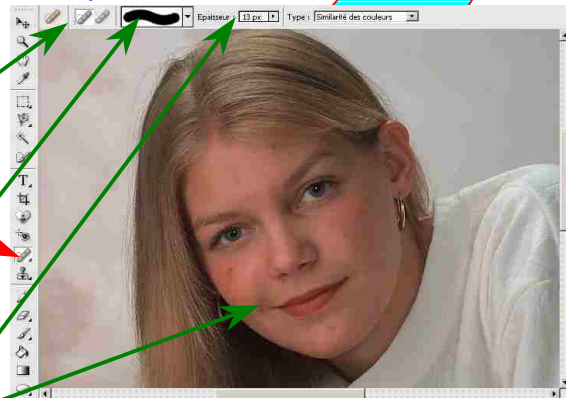 Epaisseur : 13 px Type : Similarité des couleurs
T